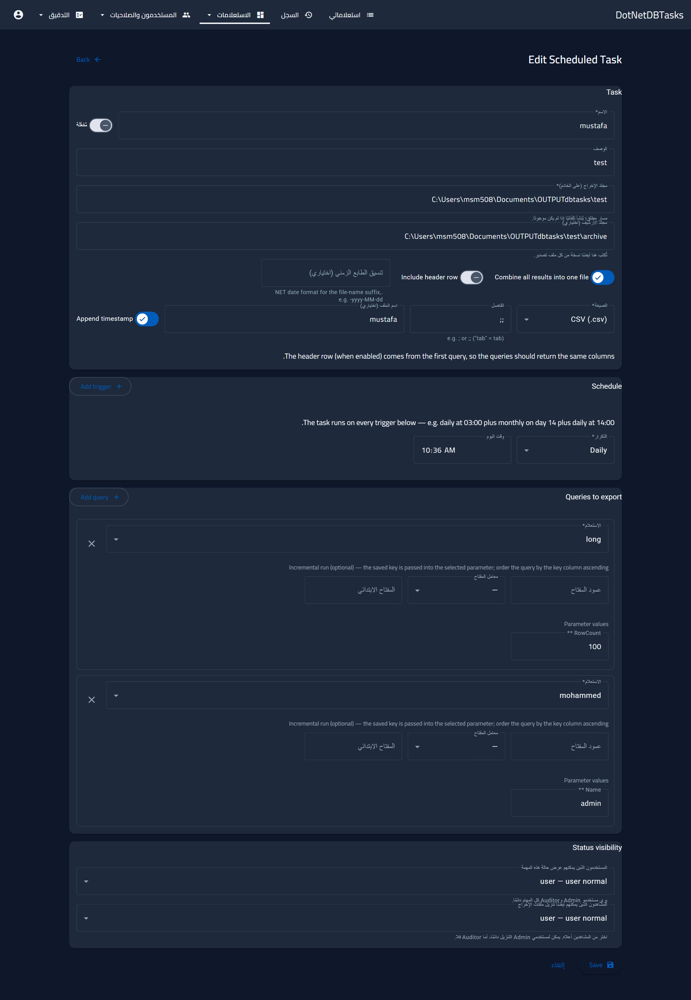 DotNetDBTasks
استعلاماتي
السجل
الاستعلامات
المستخدمون والصلاحيات
التدقيق
Edit Scheduled Task
Back
Task
الاسم*
mustafa
مُفعّلة
الوصف
test
مجلد الإخراج (على الخادم)*
C:\Users\msm508\Documents\OUTPUTdbtasks\test
مسار مطلق؛ يُنشأ تلقائيًا إذا لم يكن موجودًا.
مجلد الأرشيف (اختياري)
C:\Users\msm508\Documents\OUTPUTdbtasks\test\archive
تُكتب هنا أيضًا نسخة من كل ملف تصدير.
Combine all results into one file
Include header row
تنسيق الطابع الزمني (اختياري)
NET date format for the file-name suffix,.
e.g. -yyyy-MM-dd
الصيغة*
CSV (.csv)
الفاصل
;;
e.g. ; or ;; ("tab" = tab)
اسم الملف (اختياري)
mustafa
Append timestamp
.The header row (when enabled) comes from the first query, so the queries should return the same columns
Schedule
Add trigger
.The task runs on every trigger below — e.g. daily at 03:00 plus monthly on day 14 plus daily at 14:00
التكرار*
Daily
وقت اليوم
10:36 AM
Queries to export
Add query
الاستعلام*
long
Incremental run (optional) — the saved key is passed into the selected parameter; order the query by the key column ascending
عمود المفتاح
معامل المفتاح
—
المفتاح الابتدائي
Parameter values
** RowCount
100
الاستعلام*
mohammed
Incremental run (optional) — the saved key is passed into the selected parameter; order the query by the key column ascending
عمود المفتاح
معامل المفتاح
—
المفتاح الابتدائي
Parameter values
** Name
admin
Status visibility
المستخدمون الذين يمكنهم عرض حالة هذه المهمة
user — user normal
يرى مستخدمو Admin وAuditor كل المهام دائمًا.
المشاهدون الذين يمكنهم أيضًا تنزيل ملفات الإخراج
user — user normal
اختر من المشاهدين أعلاه. يمكن لمستخدمي Admin التنزيل دائمًا، أما Auditor فلا.
Save
إلغاء